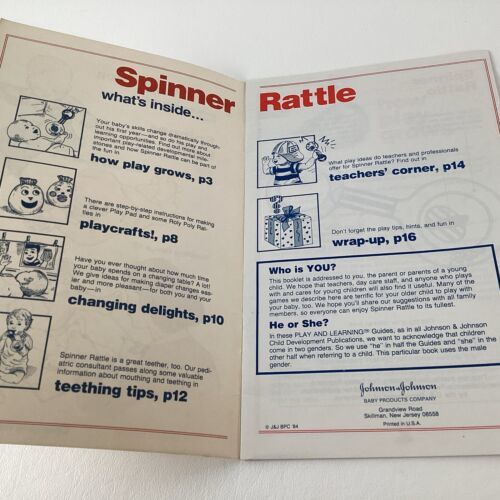 Spinner
what's inside...
Your baby's skills change dramatically through-
out his first year—and so do his play and
learning opportunities. Find out more about
important play-related developmental mile-
stones and how Spinner Rattle can be part of
the fun in
how play grows, p3
There are step-by-step instructions for making
a clever Play Pad and some Roly Poly Rat-
tles in
playcrafts!, p8
Have you ever thought about how much time
your baby spends on a changing table? A lot!
We give ideas for making diaper changes eas-
ier and more pleasant—for both you and your
baby—in
changing delights, p10
Spinner Rattle is a great teether, too. Our pedi-
atric consultant passes along some valuable
information about mouthing and teething in
teething tips, p12
Rattle
What play ideas do teachers and professionals
offer for Spinner Rattle? Find out in
teachers' corner, p14
Don't forget the play tips, hints, and fun in
wrap-up, p16
Who is YOU?
This booklet is addressed to you, the parent or parents of a young
child. We hope that teachers, day care staff, and anyone who plays
with and cares for young children will also find it useful. Many of the
games we describe here are terrific for your older child to play with
your baby, too. We hope you'll share our suggestions with all family
members, so everyone can enjoy Spinner Rattle to its fullest.
He or She?
In these PLAY AND LEARNING® Guides, as in all Johnson & Johnson
Child Development Publications, we want to acknowledge that children
come in two genders. So we use "he" in half the Guides and "she" in the
other half when referring to a child. This particular book uses the male
gender.
Johnson & Johnson
BABY PRODUCTS COMPANY
Grandview Road
Skillman, New Jersey 08558
Printed in U.S.A.
© J&J BPC '84